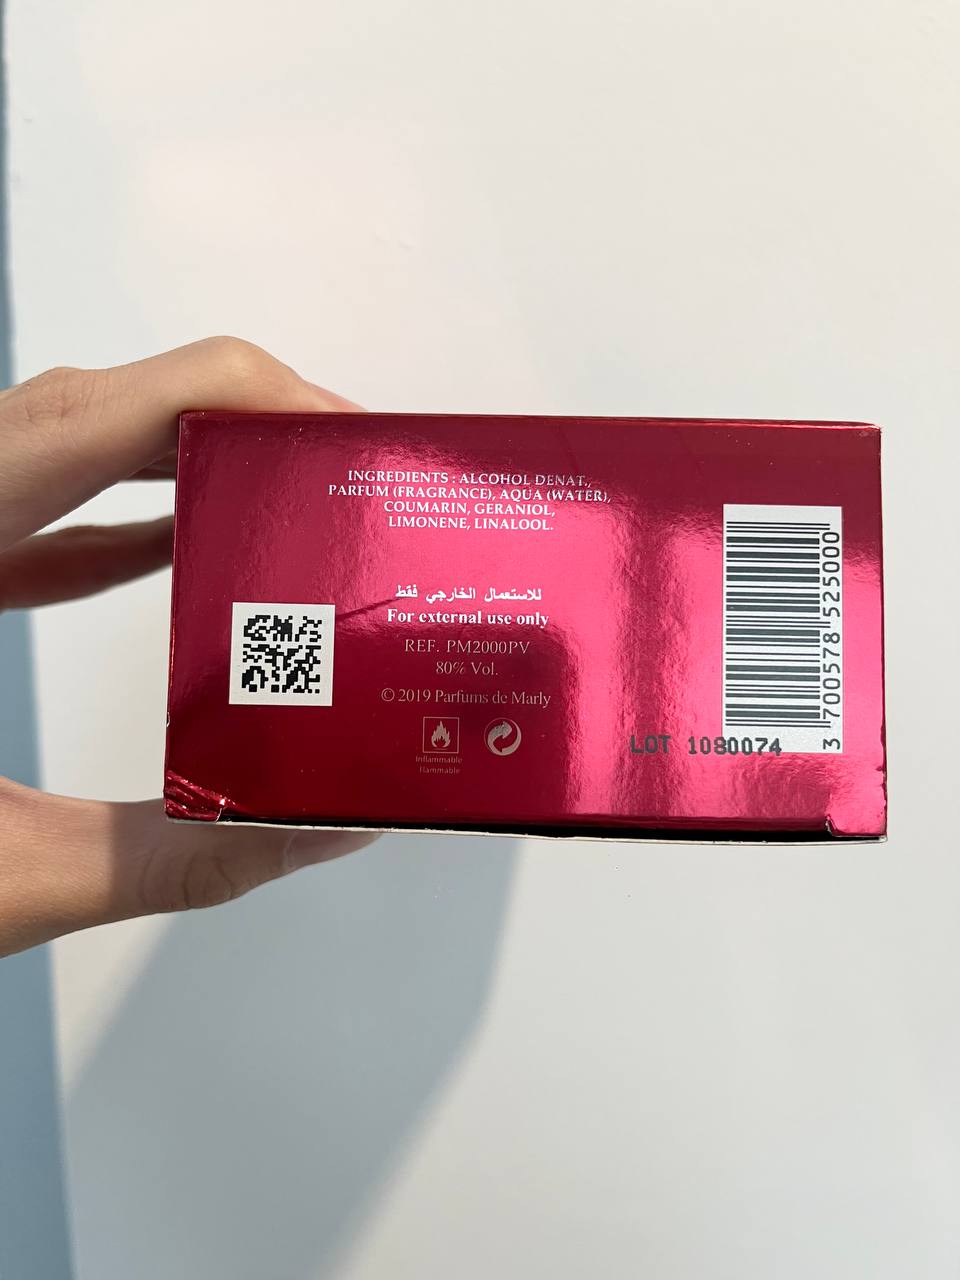 INGREDIENTS : ALCOHOL DENAT.,
PARFUM (FRAGRANCE), AQUA (WATER),
COUMARIN, GERANIOL,
LIMONENE, LINALOOL.
للاستعمال الخارجي فقط
For external use only
REF. PM2000PV
80% Vol.
© 2019 Parfums de Marly
Inflammable
Flammable
LOT 1080074
3 700578 525000